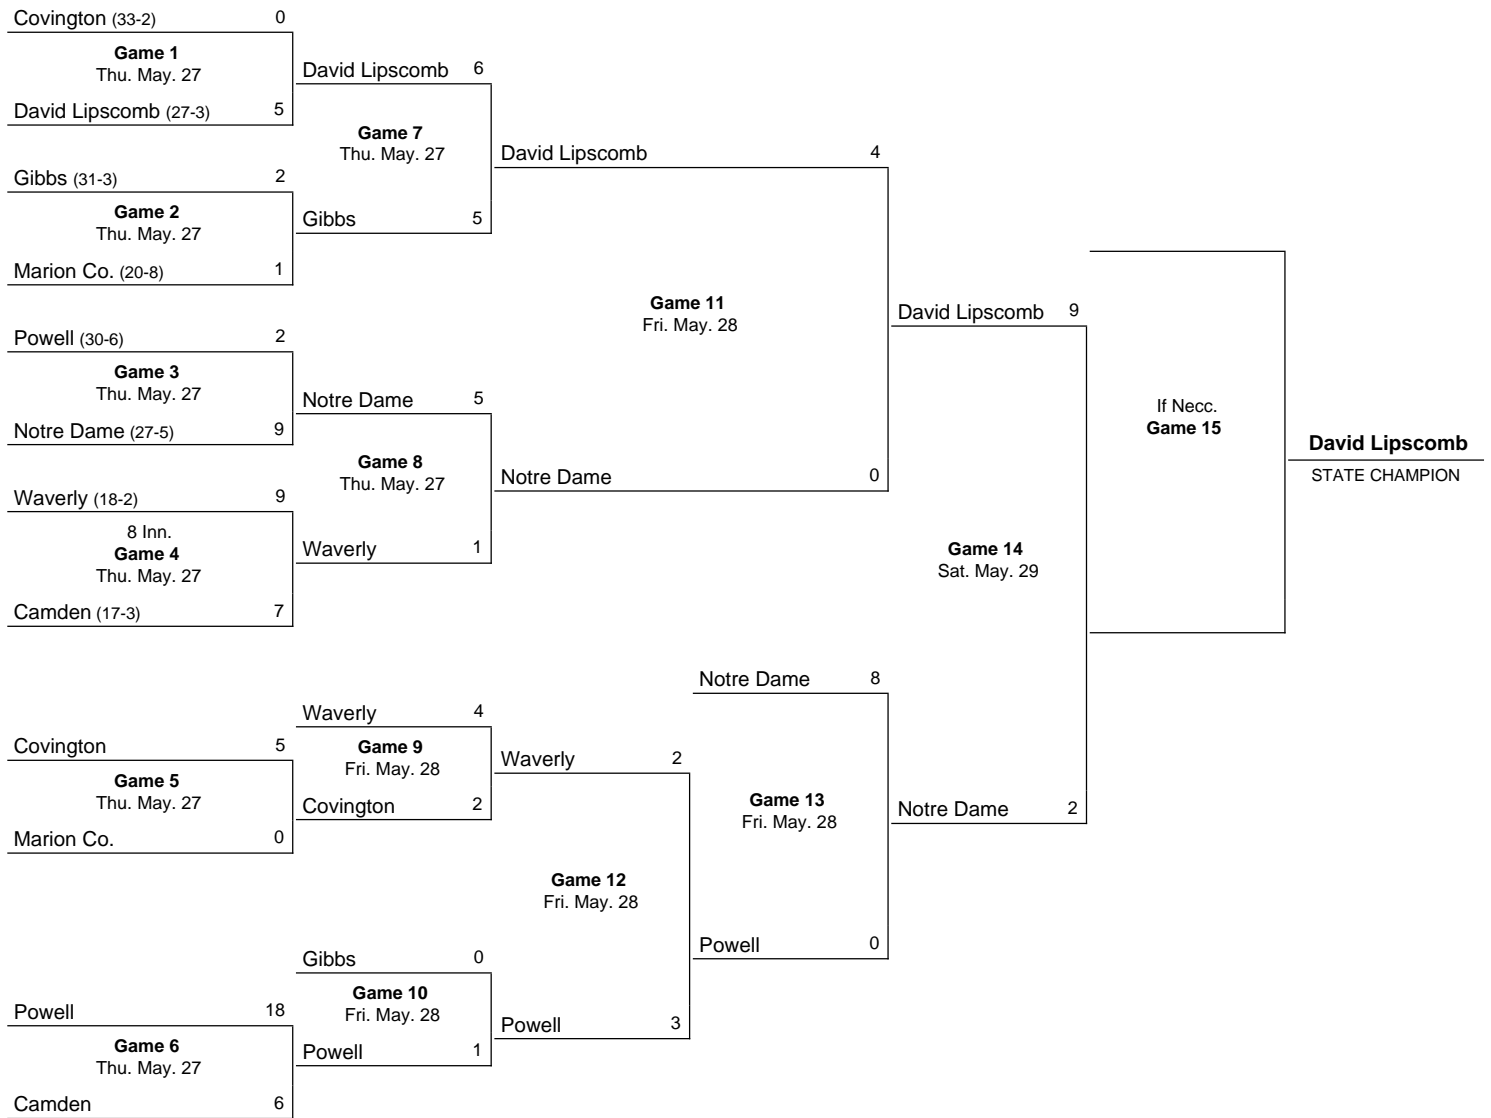 Covington (33-2) 0
Game 1
Thu. May. 27
David Lipscomb (27-3) 5
Gibbs (31-3) 2
Game 2
Thu. May. 27
Marion Co. (20-8) 1
Powell (30-6) 2
Game 3
Thu. May. 27
Notre Dame (27-5) 9
Waverly (18-2) 9
8 Inn.
Game 4
Thu. May. 27
Camden (17-3) 7
Covington 5
Game 5
Thu. May. 27
Marion Co. 0
Powell 18
Game 6
Thu. May. 27
Camden 6
David Lipscomb 6
Game 7
Thu. May. 27
Gibbs 5
Notre Dame 5
Game 8
Thu. May. 27
Waverly 1
Waverly 4
Game 9
Fri. May. 28
Covington 2
Gibbs 0
Game 10
Fri. May. 28
Powell 1
David Lipscomb 4
Game 11
Fri. May. 28
Notre Dame 0
Waverly 2
Game 12
Fri. May. 28
Powell 3
Notre Dame 8
Game 13
Fri. May. 28
Powell 0
David Lipscomb 9
Game 14
Sat. May. 29
Notre Dame 2
If Necc.
Game 15
David Lipscomb
STATE CHAMPION